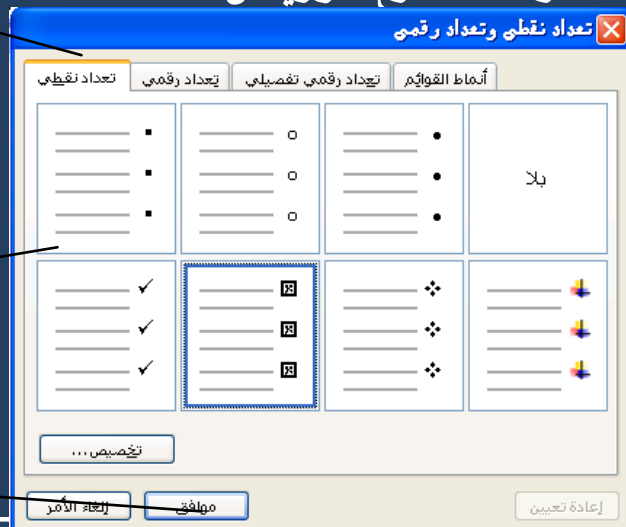 تعداد نقطي وتعداد رقمي
تعداد نقطي تعداد رقمي تعداد رقمي تفصيلي أنماط القوائم
بلا
تخصيص...
إعادة تعيين موافق إلغاء الأمر